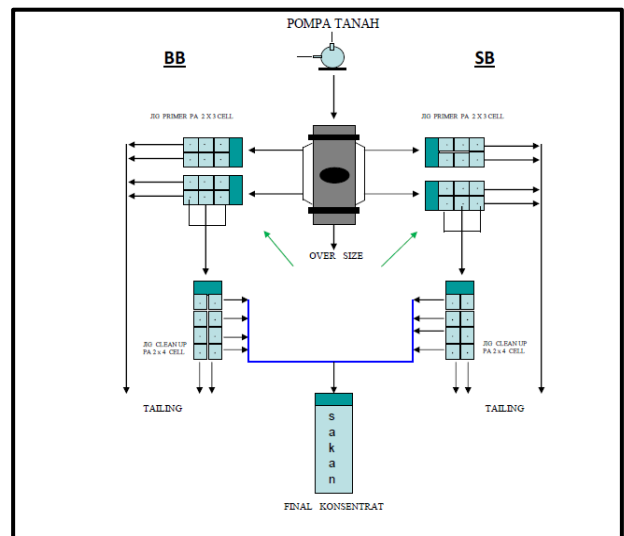 POMPA TANAH
BB
SB
JIG PRIMER PA 2 X 3 CELL
JIG PRIMER PA 2 X 3 CELL
OVER SIZE
JIG CLEAN UP
PA 2 x 4 CELL
JIG CLEAN UP
PA 2 x 4 CELL
TAILING
TAILING
s
a
k
a
n
FINAL KONSENTRAT